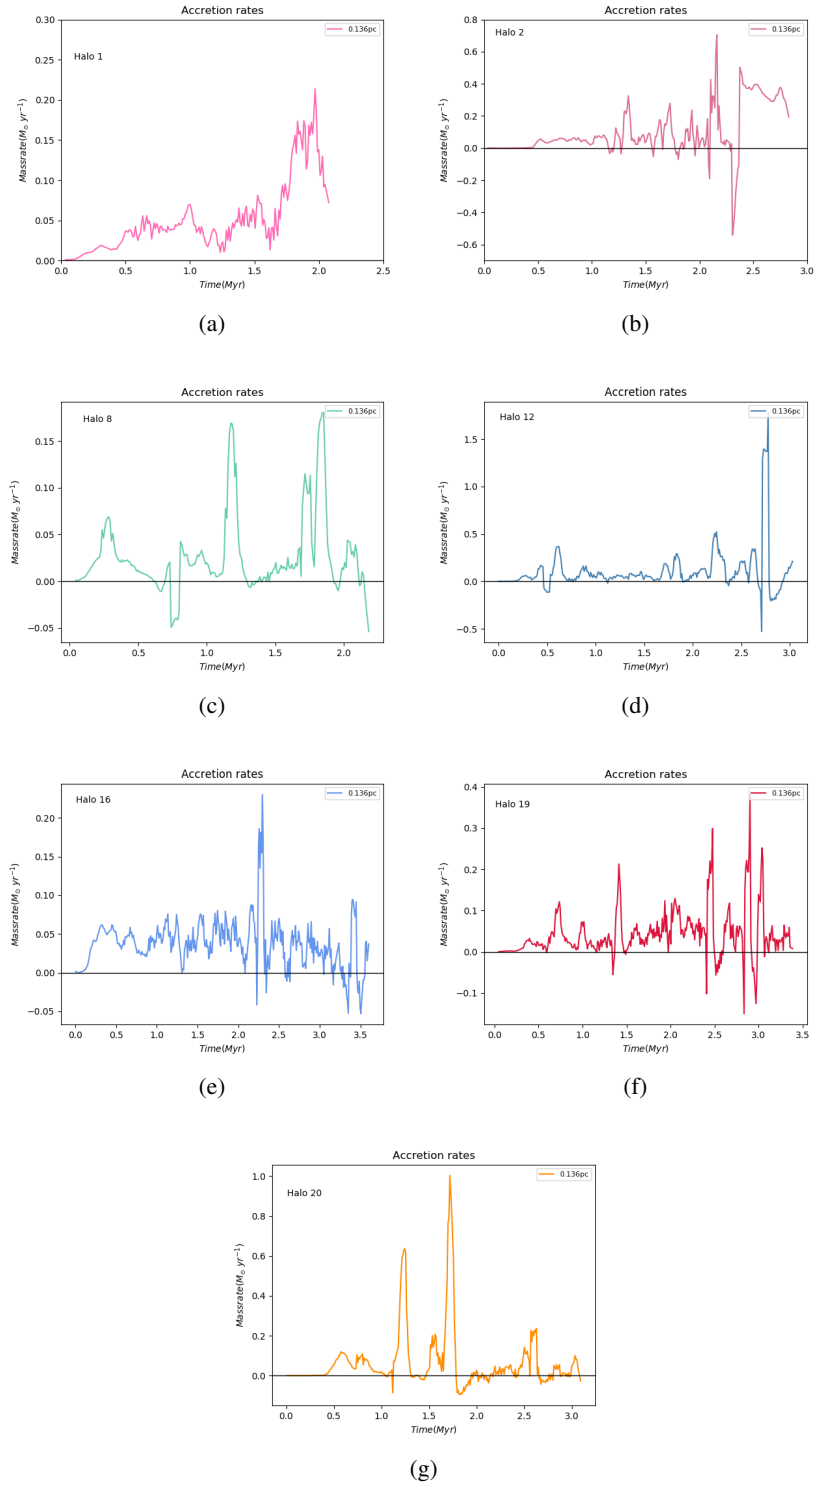 Accretion rates
Halo 1
0.136pc
Massrate(M⊙ yr⁻¹)
0.30
0.25
0.20
0.15
0.10
0.05
0.00
0.0 0.5 1.0 1.5 2.0 2.5
Time(Myr)
(a)
Accretion rates
Halo 2
0.136pc
Massrate(M⊙ yr⁻¹)
0.8
0.6
0.4
0.2
0.0
−0.2
−0.4
−0.6
0.0 0.5 1.0 1.5 2.0 2.5 3.0
Time(Myr)
(b)
Accretion rates
Halo 8
0.136pc
Massrate(M⊙ yr⁻¹)
0.15
0.10
0.05
0.00
−0.05
0.0 0.5 1.0 1.5 2.0
Time(Myr)
(c)
Accretion rates
Halo 12
0.136pc
Massrate(M⊙ yr⁻¹)
1.5
1.0
0.5
0.0
−0.5
0.0 0.5 1.0 1.5 2.0 2.5 3.0
Time(Myr)
(d)
Accretion rates
Halo 16
0.136pc
Massrate(M⊙ yr⁻¹)
0.20
0.15
0.10
0.05
0.00
−0.05
0.0 0.5 1.0 1.5 2.0 2.5 3.0 3.5
Time(Myr)
(e)
Accretion rates
Halo 19
0.136pc
Massrate(M⊙ yr⁻¹)
0.4
0.3
0.2
0.1
0.0
−0.1
0.0 0.5 1.0 1.5 2.0 2.5 3.0 3.5
Time(Myr)
(f)
Accretion rates
Halo 20
0.136pc
Massrate(M⊙ yr⁻¹)
1.0
0.8
0.6
0.4
0.2
0.0
0.0 0.5 1.0 1.5 2.0 2.5 3.0
Time(Myr)
(g)